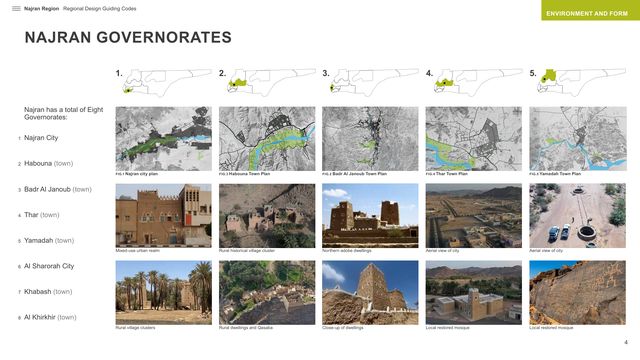 Najran Region Regional Design Guiding Codes
ENVIRONMENT AND FORM
NAJRAN GOVERNORATES
1. 2. 3. 4. 5.
Najran has a total of Eight
Governorates:
1 Najran City
2 Habouna (town)
3 Badr Al Janoub (town)
4 Thar (town)
5 Yamadah (town)
6 Al Sharorah City
7 Khabash (town)
8 Al Khirkhir (town)
Najran city plan
Habouna Town Plan
Badr Al Janoub Town Plan
Thar Town Plan
Yamadah Town Plan
Mixed-use urban realm
Rural historical village cluster
Northern adobe dwellings
Aerial view of city
Aerial view of city
Rural village clusters
Rural dwellings and Qasaba
Close-up of dwellings
Local restored mosque
Local restored mosque
4